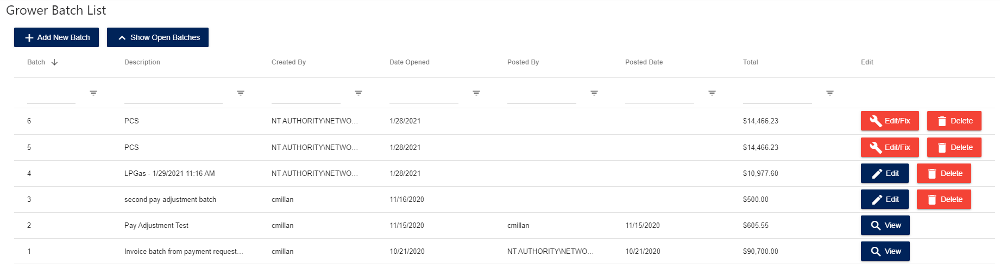 Grower Batch List
Add New Batch Show Open Batches
Batch Description Created By Date Opened Posted By Posted Date Total Edit
6 PCS NT AUTHORITY\NETWO... 1/28/2021 $14,466.23 Edit/Fix Delete
5 PCS NT AUTHORITY\NETWO... 1/28/2021 $14,466.23 Edit/Fix Delete
4 LPGas - 1/29/2021 11:16 AM NT AUTHORITY\NETWO... 1/28/2021 $10,977.60 Edit Delete
3 second pay adjustment batch cmillan 11/16/2020 $500.00 Edit Delete
2 Pay Adjustment Test cmillan 11/15/2020 cmillan 11/15/2020 $605.55 View
1 Invoice batch from payment request... cmillan 10/21/2020 NT AUTHORITY\NETWO... 10/21/2020 $90,700.00 View